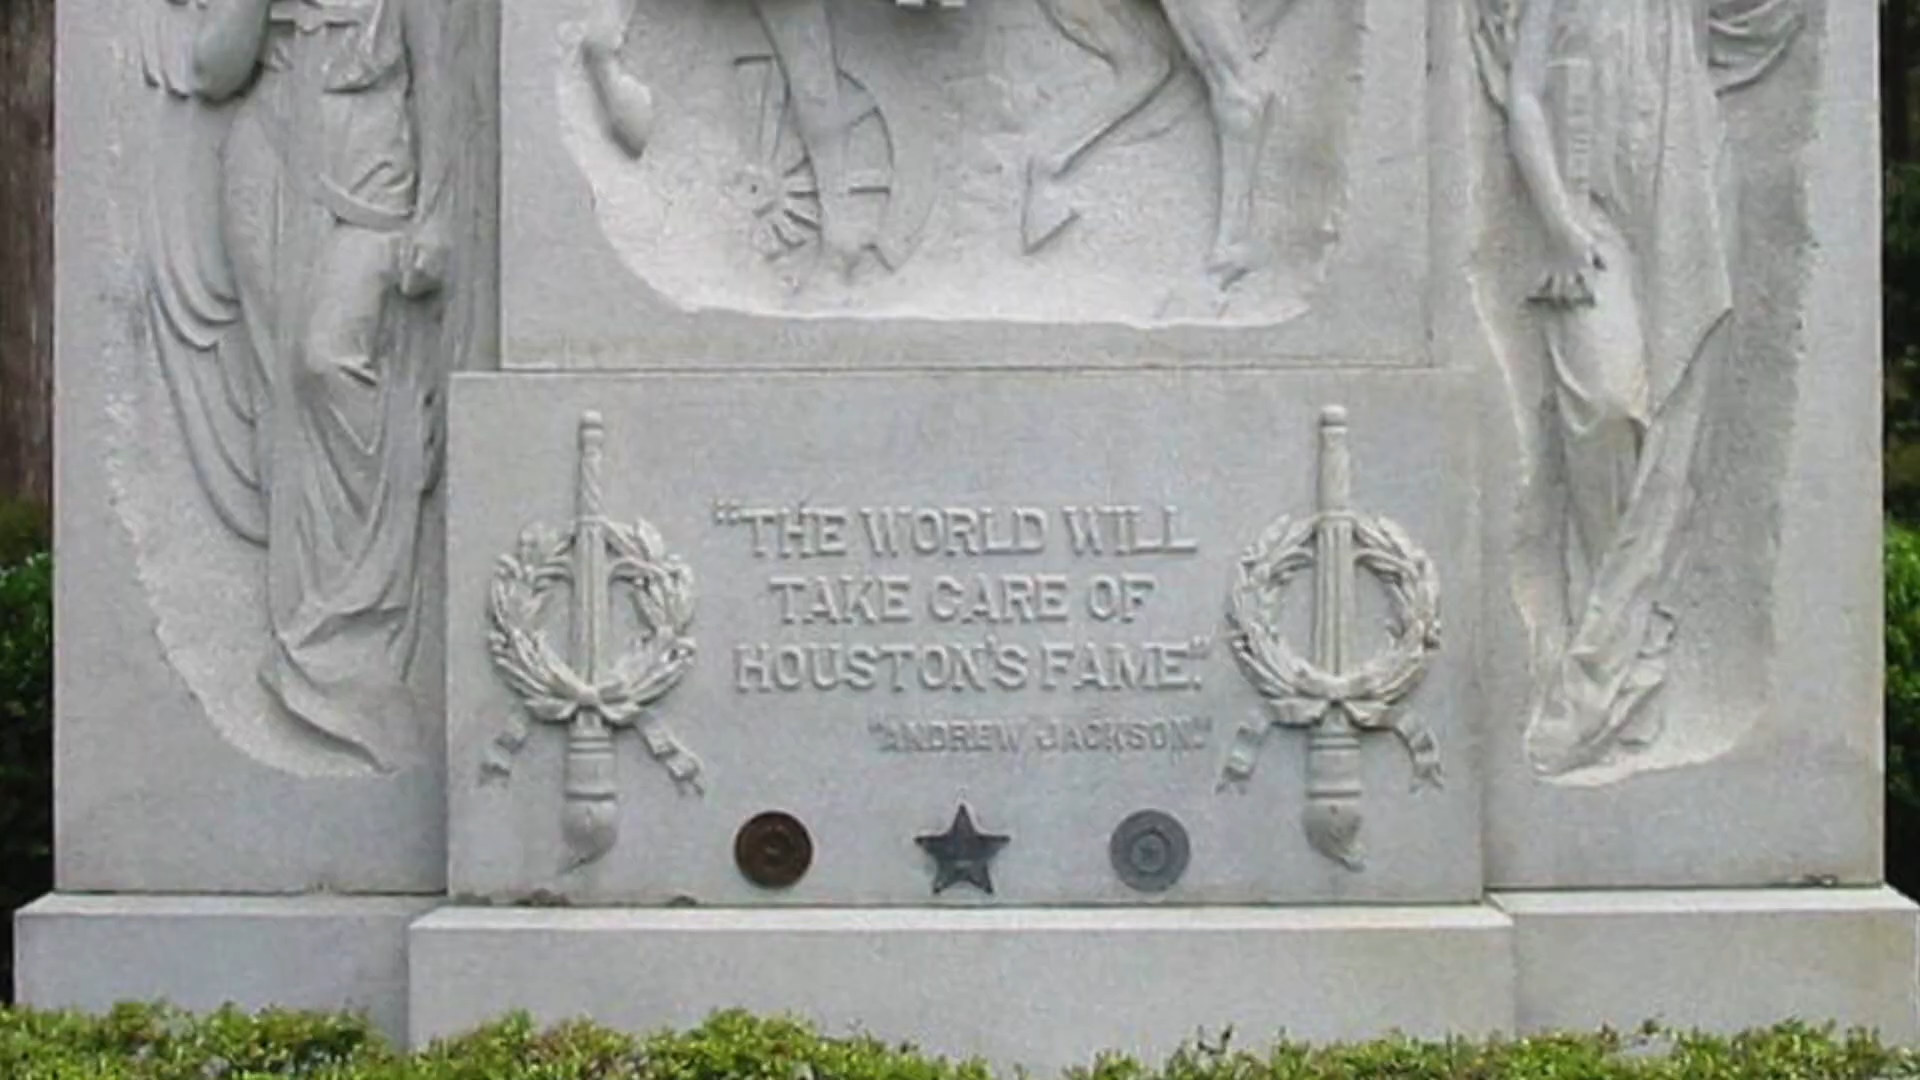 "THE WORLD WILL
TAKE CARE OF
HOUSTON'S FAME."
"ANDREW JACKSON."